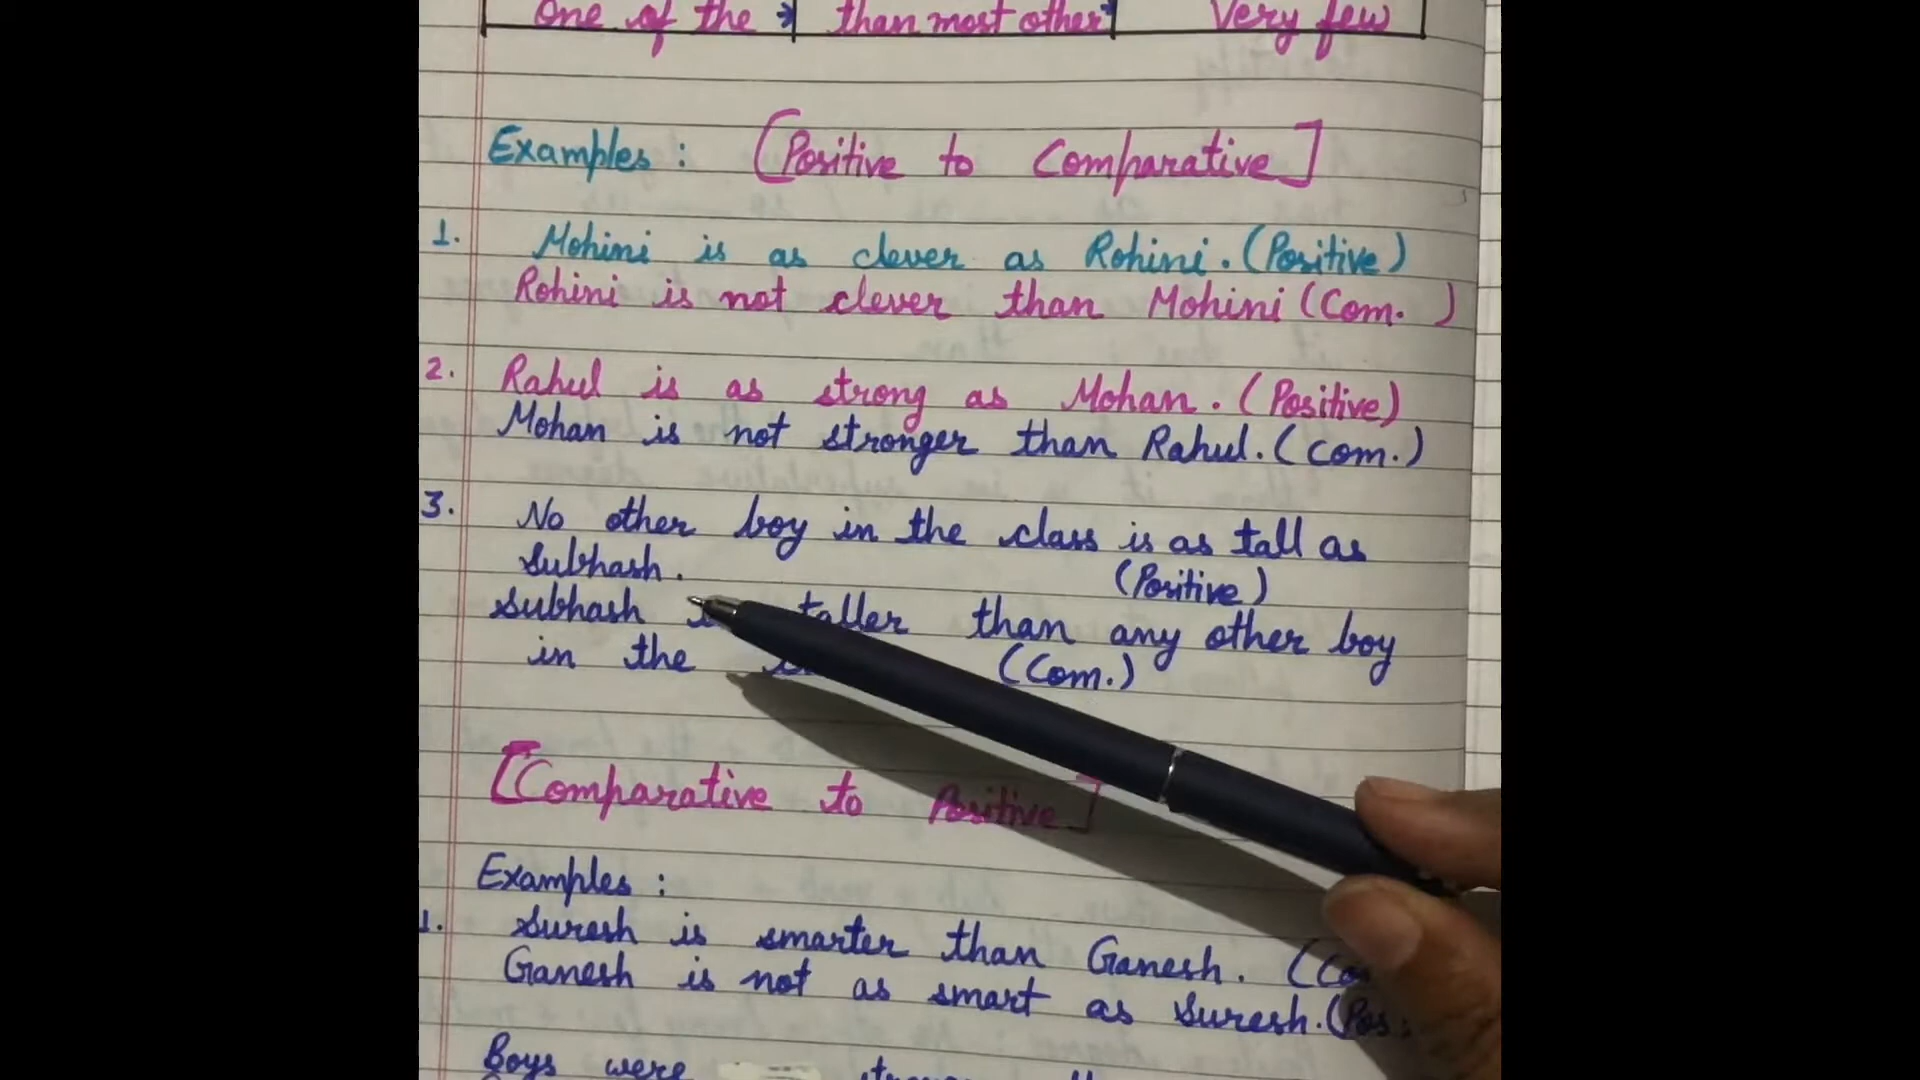 One of the than most other Very few
Examples : [Positive to Comparative]
1. Mohini is as clever as Rohini. (Positive)
Rohini is not clever than Mohini (Com. )
2. Rahul is as strong as Mohan. (Positive)
Mohan is not stronger than Rahul. (Com.)
3. No other boy in the class is as tall as
Subhash. (Positive)
Subhash taller than any other boy
in the (Com.)
[Comparative to Positive]
Examples :
1. Suresh is smarter than Ganesh.
Ganesh is not as smart as Suresh. (Pos.
Boys were